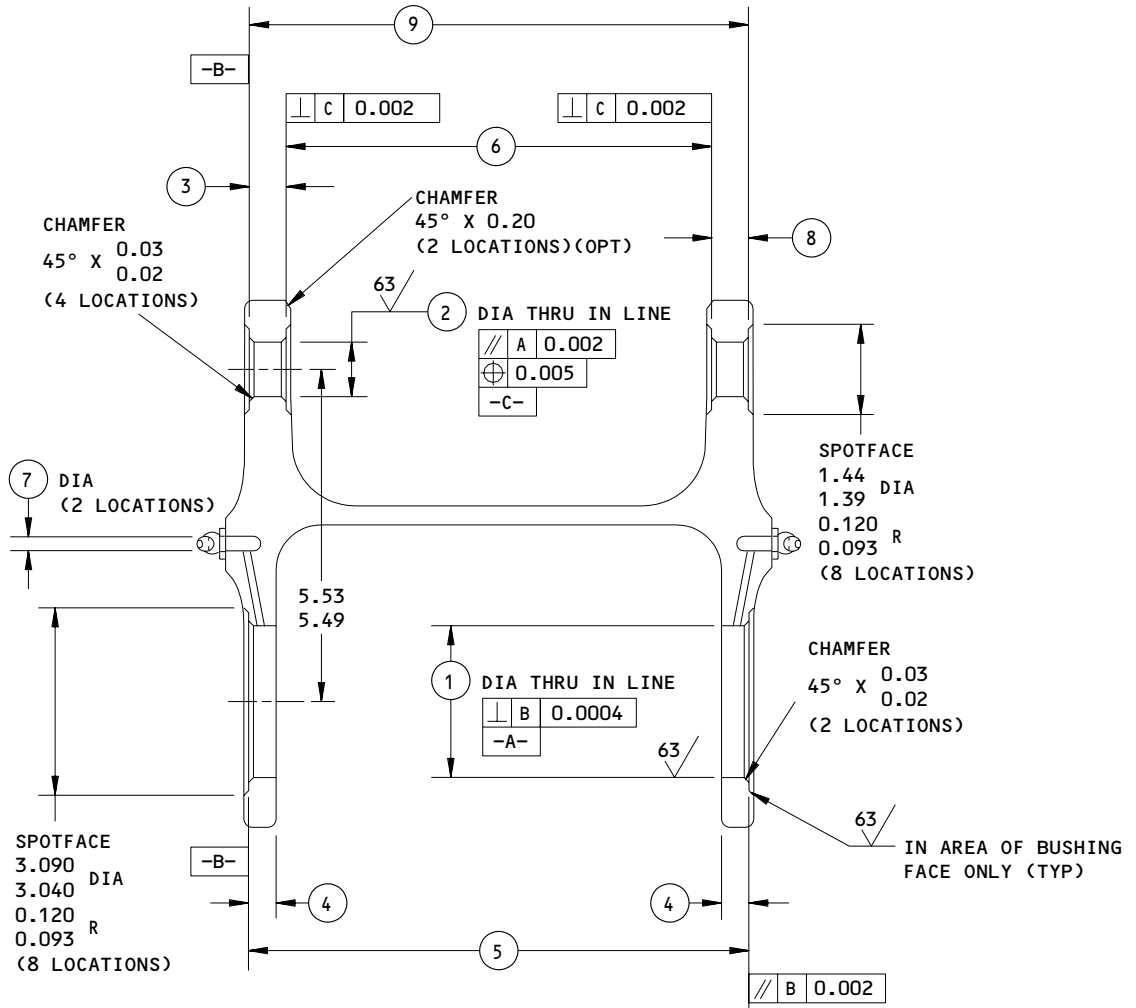 9
-B-
⊥ C 0.002
⊥ C 0.002
6
3
CHAMFER
45° X 0.20
(2 LOCATIONS)(OPT)
8
CHAMFER
45° X 0.03
0.02
(4 LOCATIONS)
63
2 DIA THRU IN LINE
// A 0.002
⌖ 0.005
-C-
SPOTFACE
1.44
1.39 DIA
0.120
0.093 R
(8 LOCATIONS)
7 DIA
(2 LOCATIONS)
5.53
5.49
1 DIA THRU IN LINE
⊥ B 0.0004
-A-
63
CHAMFER
45° X 0.03
0.02
(2 LOCATIONS)
63
IN AREA OF BUSHING
FACE ONLY (TYP)
SPOTFACE
3.090
3.040 DIA
0.120
0.093 R
(8 LOCATIONS)
-B-
4
4
5
// B 0.002